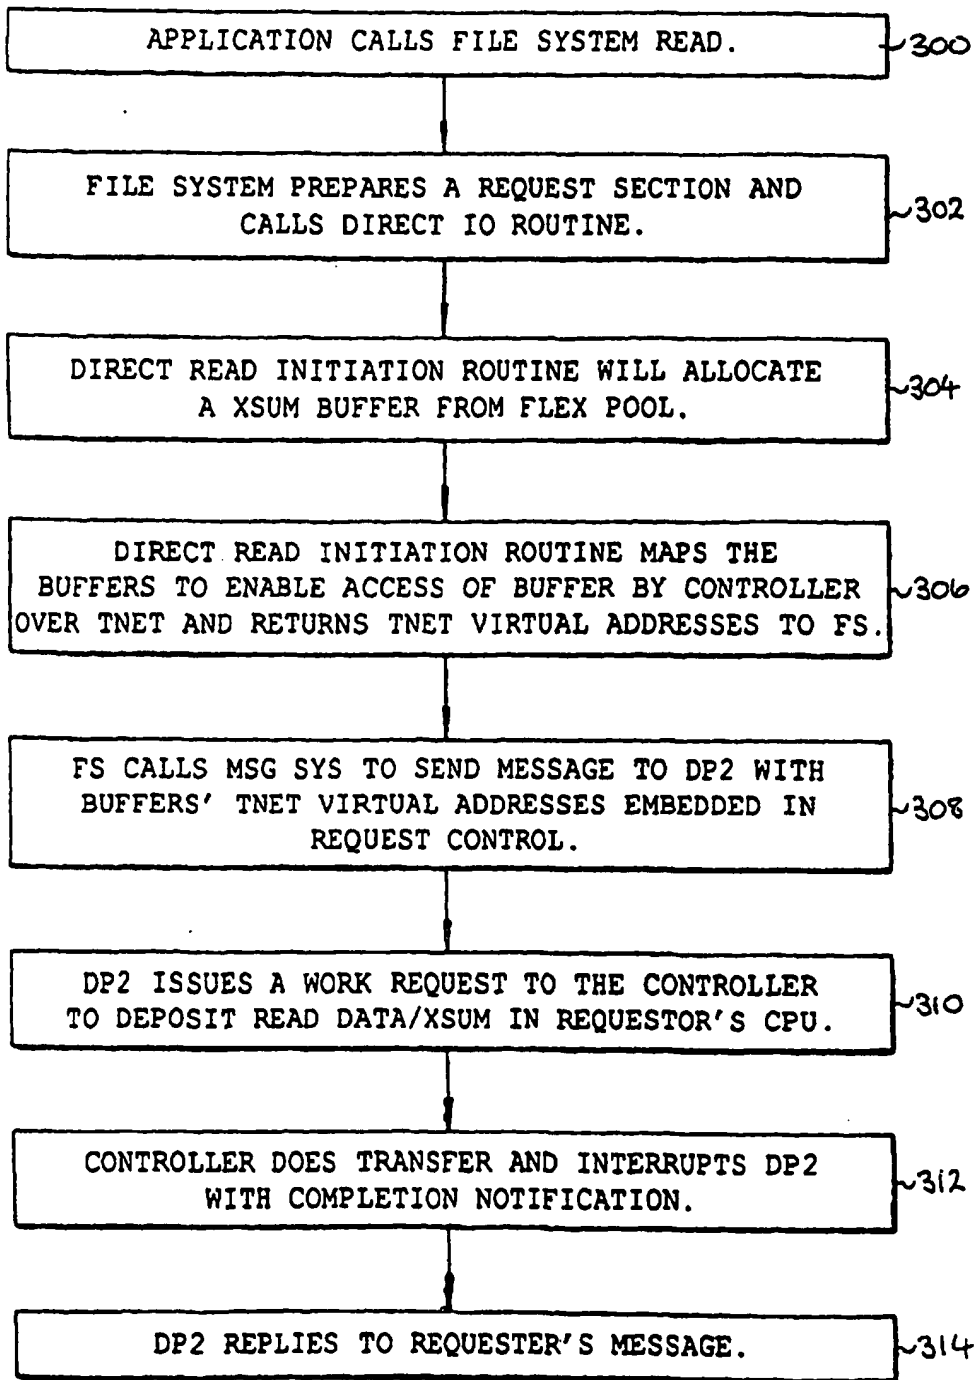 APPLICATION CALLS FILE SYSTEM READ.
300
FILE SYSTEM PREPARES A REQUEST SECTION AND
CALLS DIRECT IO ROUTINE.
302
DIRECT READ INITIATION ROUTINE WILL ALLOCATE
A XSUM BUFFER FROM FLEX POOL.
304
DIRECT READ INITIATION ROUTINE MAPS THE
BUFFERS TO ENABLE ACCESS OF BUFFER BY CONTROLLER
OVER TNET AND RETURNS TNET VIRTUAL ADDRESSES TO FS.
306
FS CALLS MSG SYS TO SEND MESSAGE TO DP2 WITH
BUFFERS' TNET VIRTUAL ADDRESSES EMBEDDED IN
REQUEST CONTROL.
308
DP2 ISSUES A WORK REQUEST TO THE CONTROLLER
TO DEPOSIT READ DATA/XSUM IN REQUESTOR'S CPU.
310
CONTROLLER DOES TRANSFER AND INTERRUPTS DP2
WITH COMPLETION NOTIFICATION.
312
DP2 REPLIES TO REQUESTER'S MESSAGE.
314